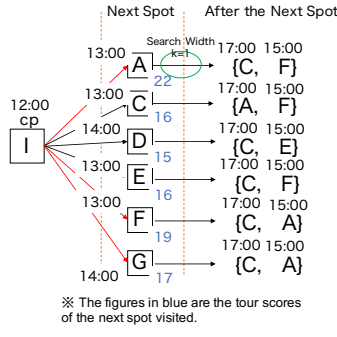 Next Spot After the Next Spot
Search Width
k=1
12:00
cp
I
13:00 A 22 17:00 15:00 {C, F}
13:00 C 16 17:00 15:00 {A, F}
14:00 D 15 17:00 15:00 {C, E}
13:00 E 16 17:00 15:00 {C, F}
13:00 F 19 17:00 15:00 {C, A}
14:00 G 17 17:00 15:00 {C, A}
※ The figures in blue are the tour scores
of the next spot visited.